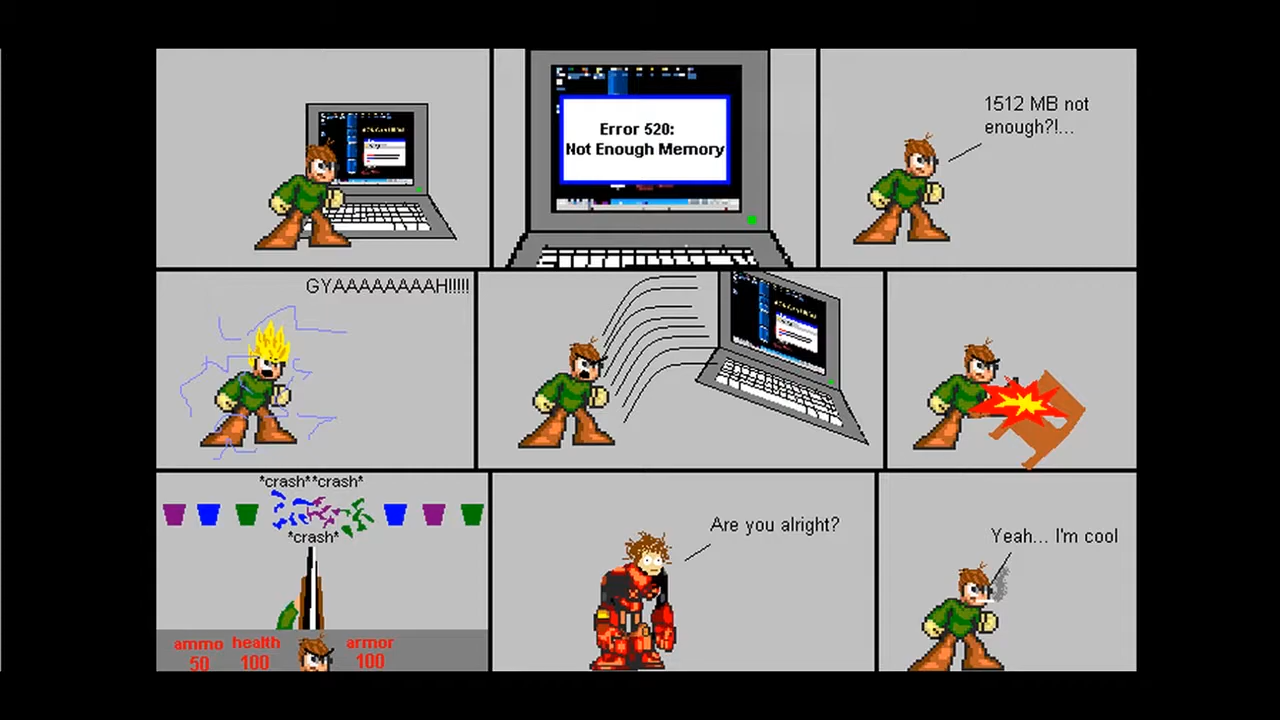 Error 520:
Not Enough Memory
1512 MB not
enough?!...
GYAAAAAAAAH!!!!!
*crash**crash*
*crash*
ammo health armor
50 100 100
Are you alright?
Yeah... I'm cool